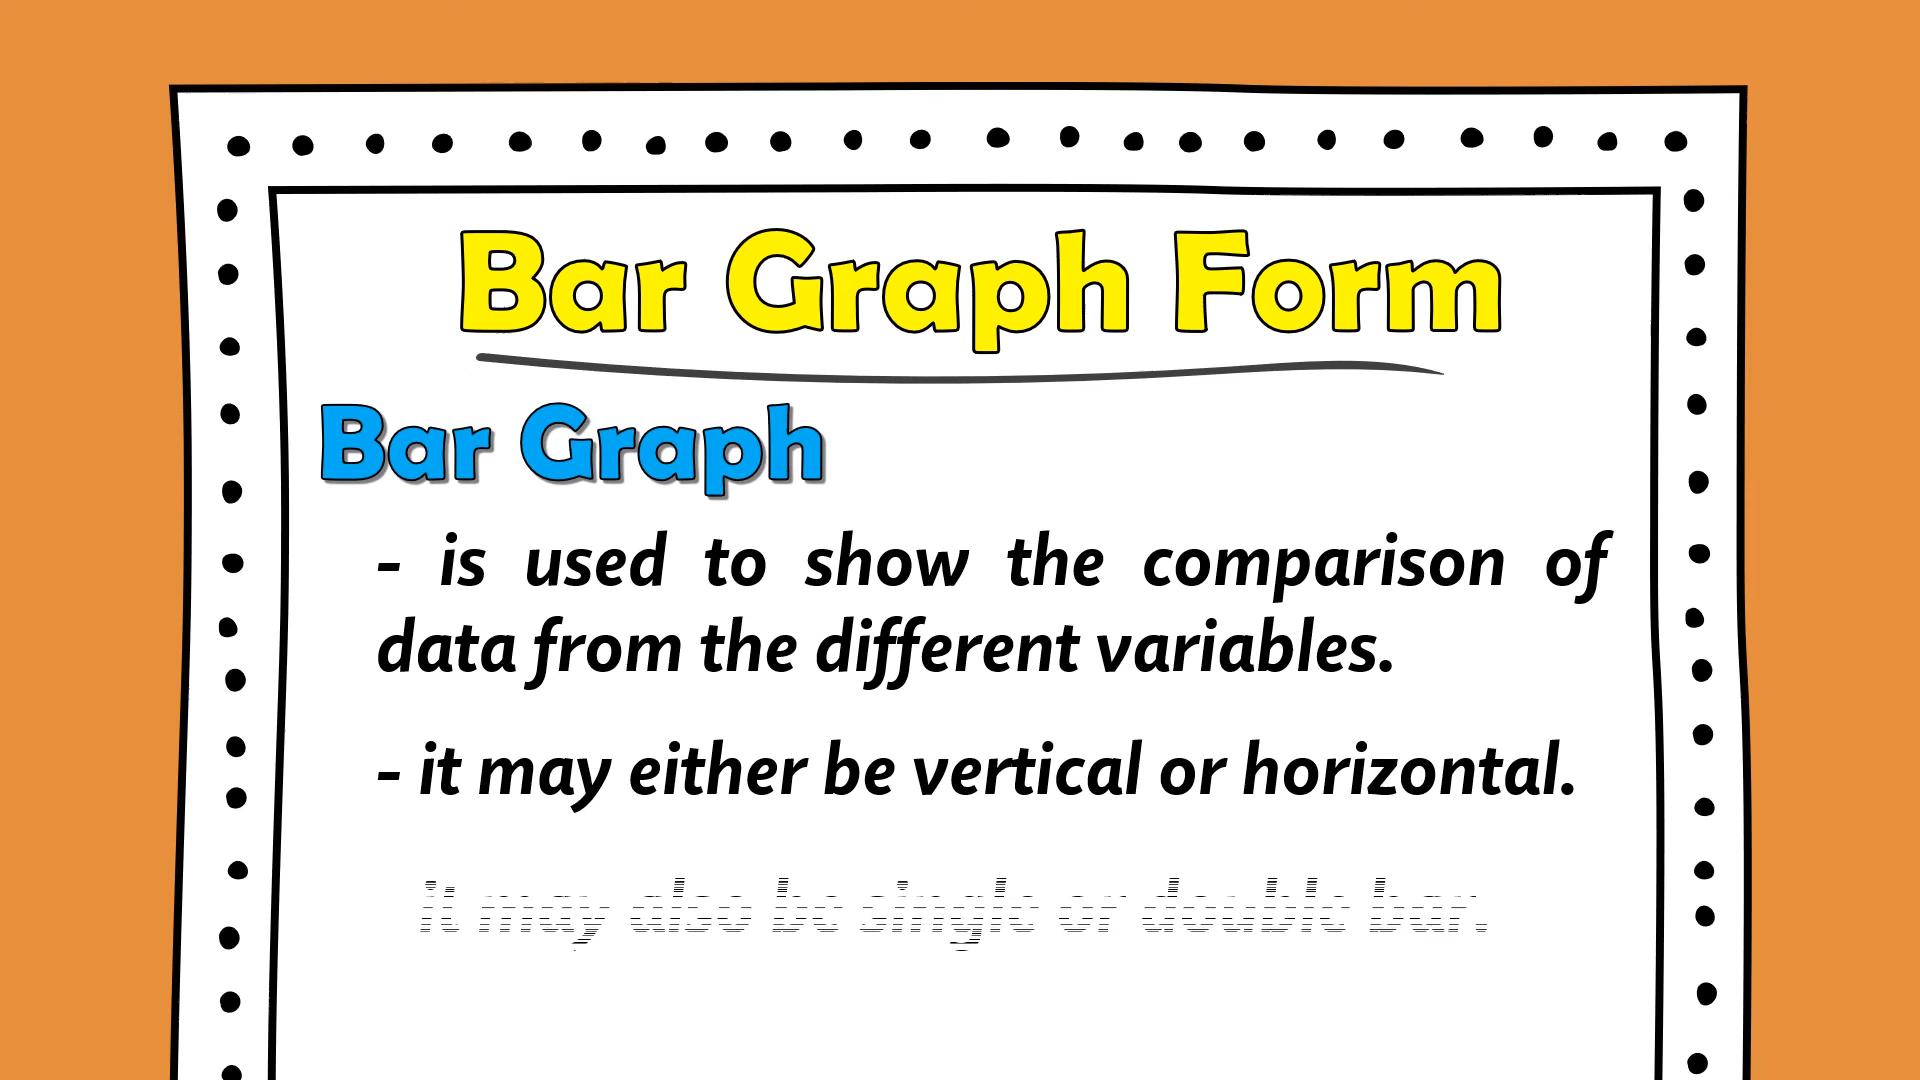 Bar Graph Form
Bar Graph
- is used to show the comparison of
data from the different variables.
- it may either be vertical or horizontal.
it may also be single or double bar.